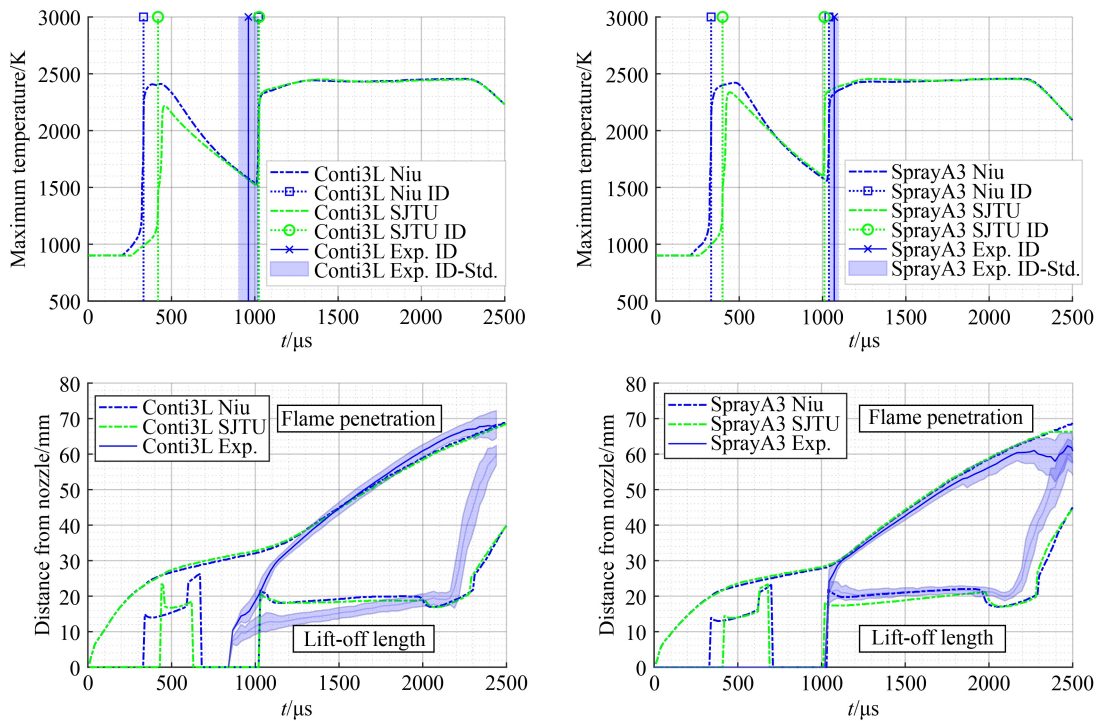 3000
2500
2000
1500
1000
500
Maximum temperature/K
0 500 1000 1500 2000 2500
t/μs
Conti3L Niu
Conti3L Niu ID
Conti3L SJTU
Conti3L SJTU ID
Conti3L Exp. ID
Conti3L Exp. ID-Std.
3000
2500
2000
1500
1000
500
Maximum temperature/K
0 500 1000 1500 2000 2500
t/μs
SprayA3 Niu
SprayA3 Niu ID
SprayA3 SJTU
SprayA3 SJTU ID
SprayA3 Exp. ID
SprayA3 Exp. ID-Std.
80
70
60
50
40
30
20
10
0
Distance from nozzle/mm
0 500 1000 1500 2000 2500
t/μs
Conti3L Niu
Conti3L SJTU
Conti3L Exp.
Flame penetration
Lift-off length
80
70
60
50
40
30
20
10
0
Distance from nozzle/mm
0 500 1000 1500 2000 2500
t/μs
SprayA3 Niu
SprayA3 SJTU
SprayA3 Exp.
Flame penetration
Lift-off length